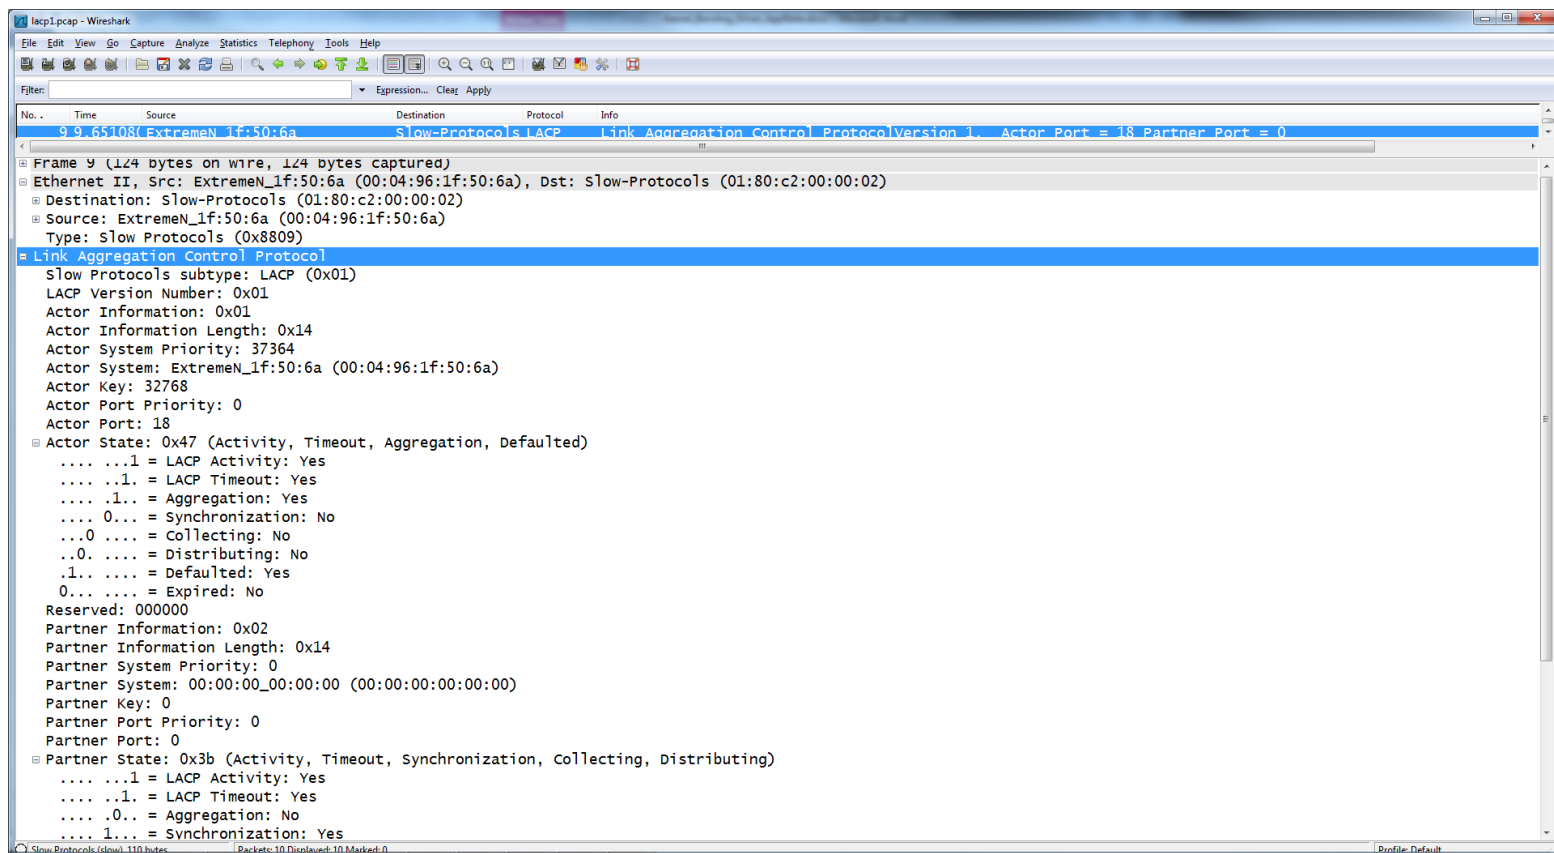 lacp1.pcap - Wireshark
File Edit View Go Capture Analyze Statistics Telephony Tools Help
Filter: Expression... Clear Apply
No. . Time Source Destination Protocol Info
9 9.65108( ExtremeN_1f:50:6a Slow-Protocols LACP Link Aggregation Control ProtocolVersion 1. Actor Port = 18 Partner Port = 0
Frame 9 (124 bytes on wire, 124 bytes captured)
Ethernet II, Src: ExtremeN_1f:50:6a (00:04:96:1f:50:6a), Dst: Slow-Protocols (01:80:c2:00:00:02)
Destination: Slow-Protocols (01:80:c2:00:00:02)
Source: ExtremeN_1f:50:6a (00:04:96:1f:50:6a)
Type: Slow Protocols (0x8809)
Link Aggregation Control Protocol
Slow Protocols subtype: LACP (0x01)
LACP Version Number: 0x01
Actor Information: 0x01
Actor Information Length: 0x14
Actor System Priority: 37364
Actor System: ExtremeN_1f:50:6a (00:04:96:1f:50:6a)
Actor Key: 32768
Actor Port Priority: 0
Actor Port: 18
Actor State: 0x47 (Activity, Timeout, Aggregation, Defaulted)
.... ...1 = LACP Activity: Yes
.... ..1. = LACP Timeout: Yes
.... .1.. = Aggregation: Yes
.... 0... = Synchronization: No
...0 .... = Collecting: No
..0. .... = Distributing: No
.1.. .... = Defaulted: Yes
0... .... = Expired: No
Reserved: 000000
Partner Information: 0x02
Partner Information Length: 0x14
Partner System Priority: 0
Partner System: 00:00:00_00:00:00 (00:00:00:00:00:00)
Partner Key: 0
Partner Port Priority: 0
Partner Port: 0
Partner State: 0x3b (Activity, Timeout, Synchronization, Collecting, Distributing)
.... ...1 = LACP Activity: Yes
.... ..1. = LACP Timeout: Yes
.... .0.. = Aggregation: No
.... 1... = Synchronization: Yes
Slow Protocols (slow), 110 bytes Packets: 10 Displayed: 10 Marked: 0 Profile: Default